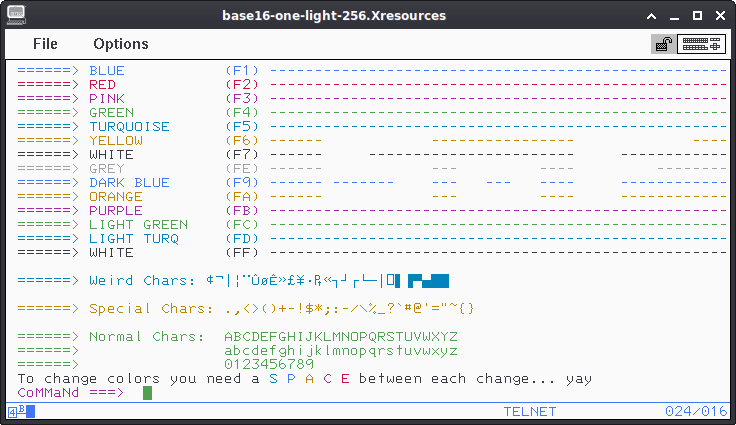 base16-one-light-256.Xresources
File Options
======> BLUE (F1) ----------------------------------------------------
======> RED (F2) ----------------------------------------------------
======> PINK (F3) ----------------------------------------------------
======> GREEN (F4) ----------------------------------------------------
======> TURQUOISE (F5) ----------------------------------------------------
======> YELLOW (F6) ------ ---------------- ----
======> WHITE (F7) ------ ---------------- ------------
======> GREY (FE) ------ --- ------------
======> DARK BLUE (F9) ------ ---- --- --- ---- ------------
======> ORANGE (FA) ------ --- ---- ------------
======> PURPLE (FB) ----------------------------------------------------
======> LIGHT GREEN (FC) ----------------------------------------------------
======> LIGHT TURQ (FD) ----------------------------------------------------
======> WHITE (FF) ----------------------------------------------------
======> Weird Chars: ¢¬|¦¨ÛøÊ»£¥·₧«┐┘┌└─│
======> Special Chars: .,<>()+-!$*;:-/\%_?`#@'="~{}
======> Normal Chars: ABCDEFGHIJKLMNOPQRSTUVWXYZ
======> abcdefghijklmnopqrstuvwxyz
======> 0123456789
To change colors you need a S P A C E between each change... yay
CoMMaNd ===>
4B TELNET 024/016